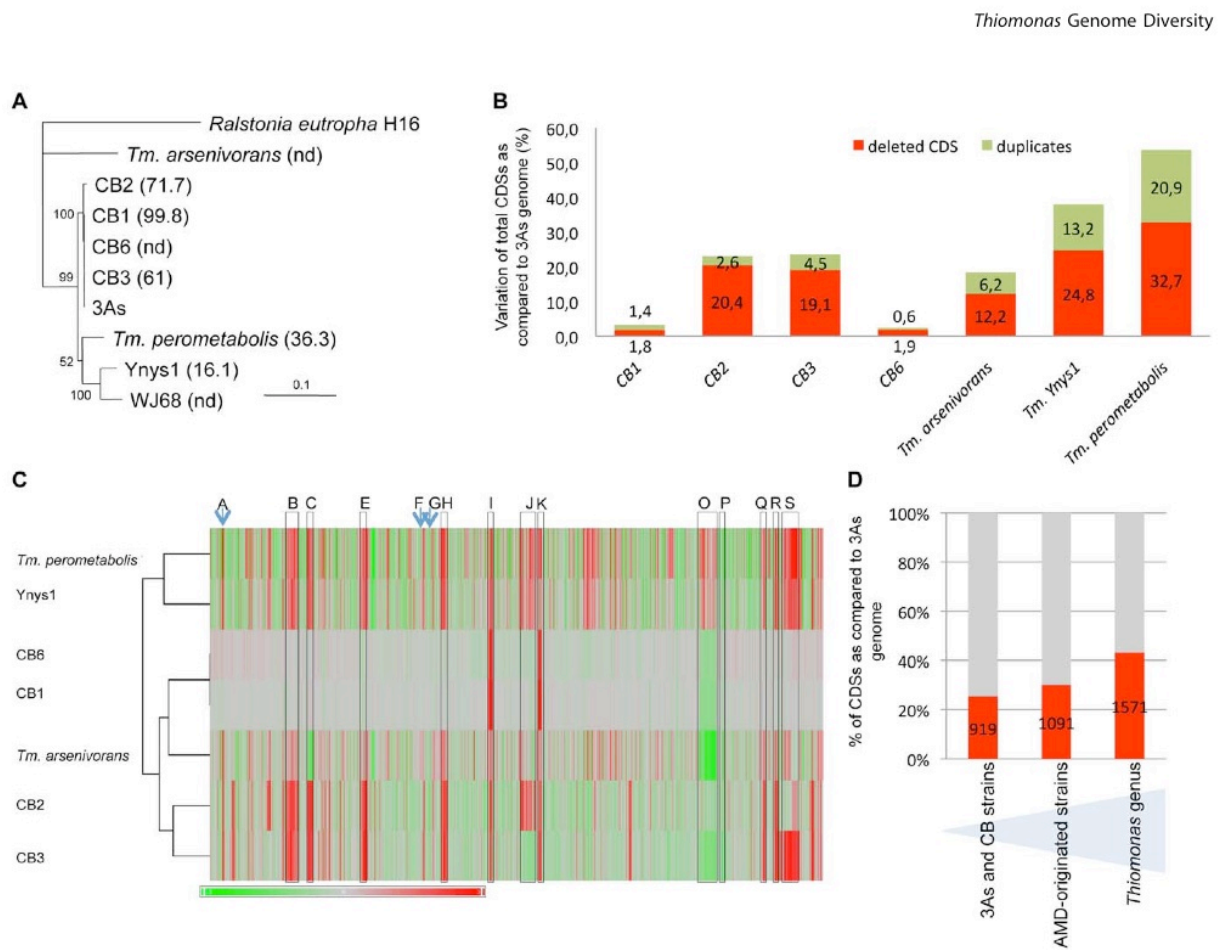 Thiomonas Genome Diversity
A
Ralstonia eutropha H16
Tm. arsenivorans (nd)
CB2 (71.7)
100
CB1 (99.8)
CB6 (nd)
99
CB3 (61)
3As
Tm. perometabolis (36.3)
52
Ynys1 (16.1)
100
WJ68 (nd)
0.1
B
Variation of total CDSs as
compared to 3As genome (%)
60,0
50,0
40,0
30,0
20,0
10,0
0,0
deleted CDS
duplicates
1,4
1,8
2,6
20,4
4,5
19,1
0,6
1,9
6,2
12,2
13,2
24,8
20,9
32,7
CB1
CB2
CB3
CB6
Tm. arsenivorans
Tm. Ynys1
Tm. perometabolis
C
A B C E F G H I J K O P Q R S
Tm. perometabolis
Ynys1
CB6
CB1
Tm. arsenivorans
CB2
CB3
D
% of CDSs as compared to 3As
genome
100%
80%
60%
40%
20%
0%
919
1091
1571
3As and CB strains
AMD-originated strains
Thiomonas genus